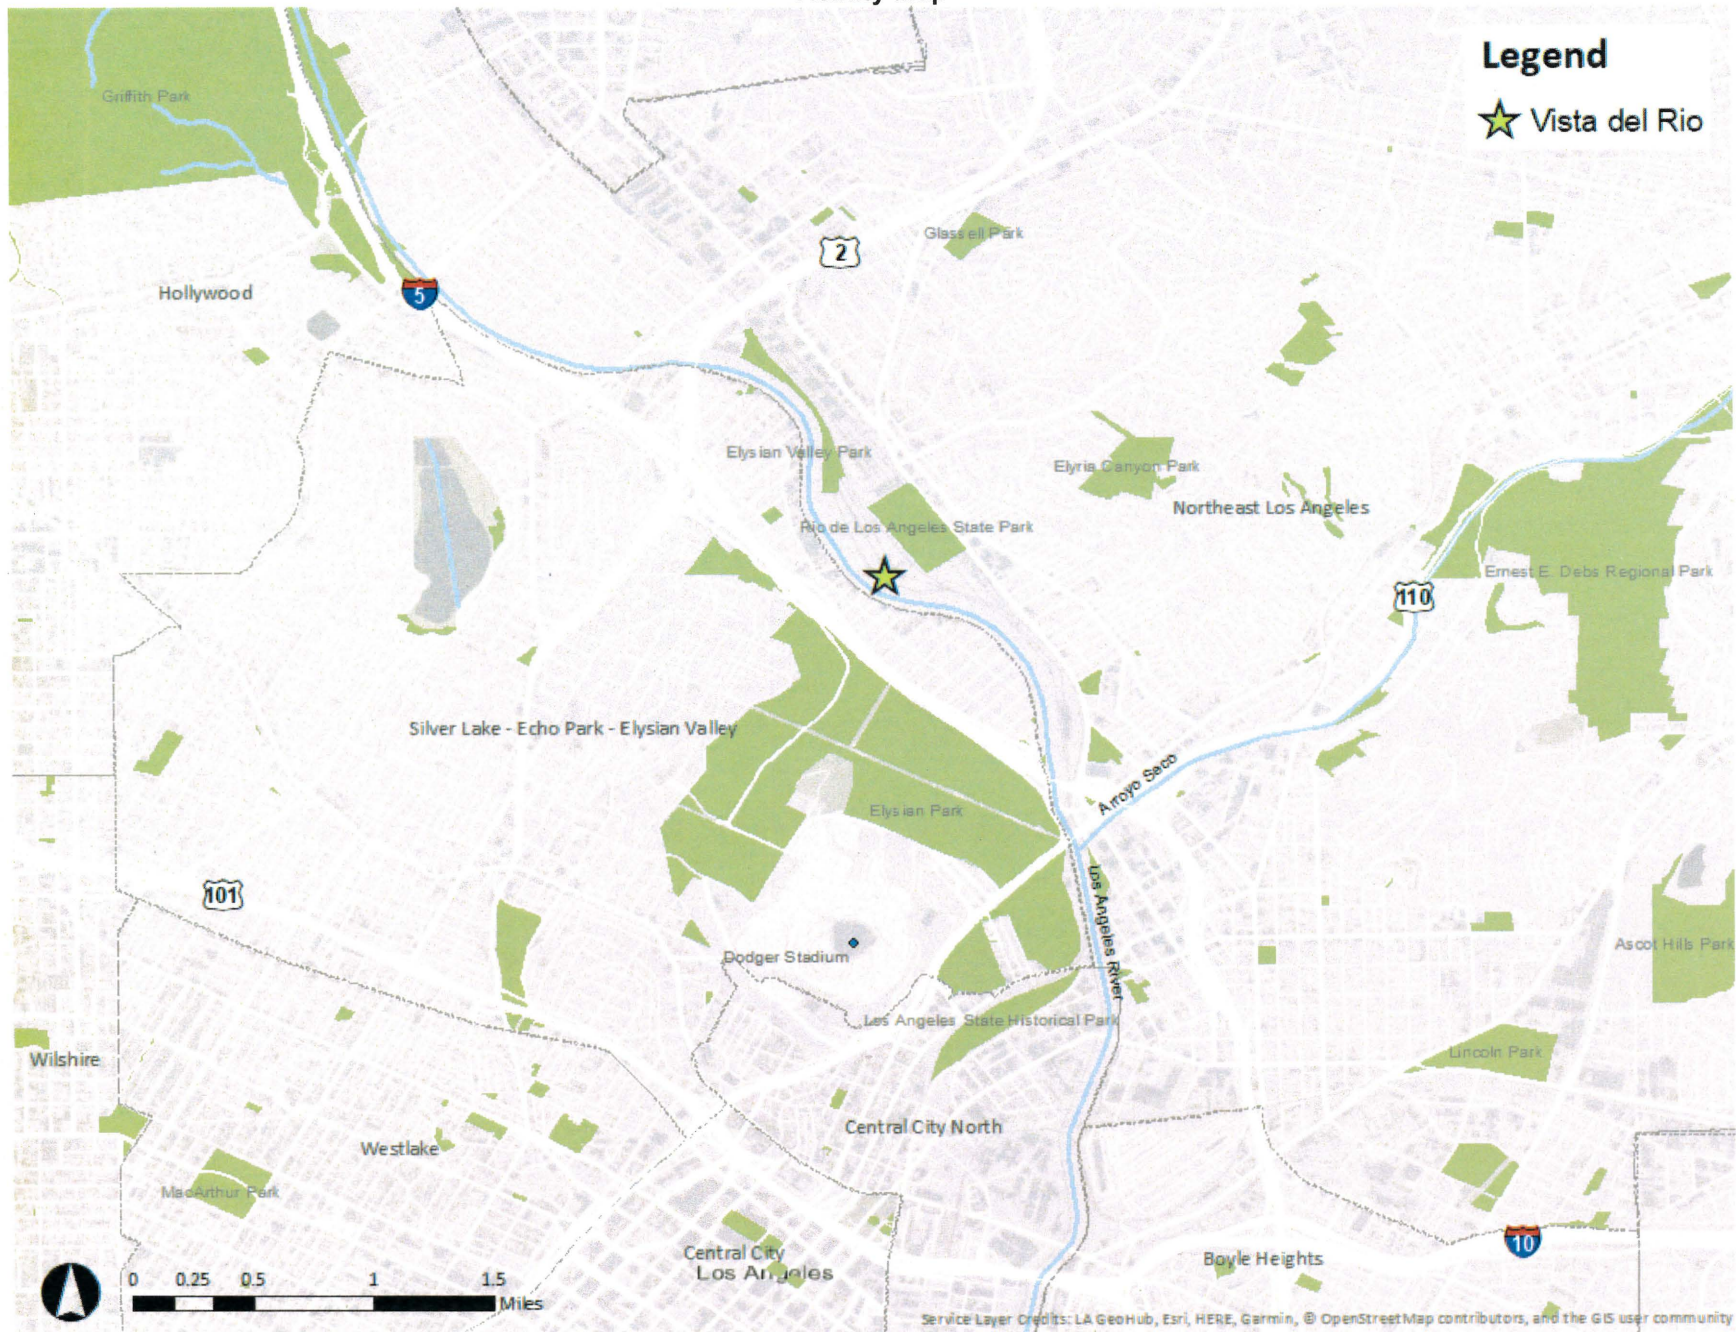 Legend
Vista del Rio
Griffith Park
2
Glassell Park
Hollywood
5
Elysian Valley Park
Elyria Canyon Park
Northeast Los Angeles
Rio de Los Angeles State Park
Ernest E. Debs Regional Park
110
Silver Lake - Echo Park - Elysian Valley
Arroyo Seco
Elysian Park
101
Los Angeles River
Dodger Stadium
Ascot Hills Park
Los Angeles State Historical Park
Lincoln Park
Wilshire
Central City North
Westlake
MacArthur Park
10
Central City
Los Angeles
Boyle Heights
0 0.25 0.5 1 1.5
Miles
Service Layer Credits: LA GeoHub, Esri, HERE, Garmin, © OpenStreetMap contributors, and the GIS user